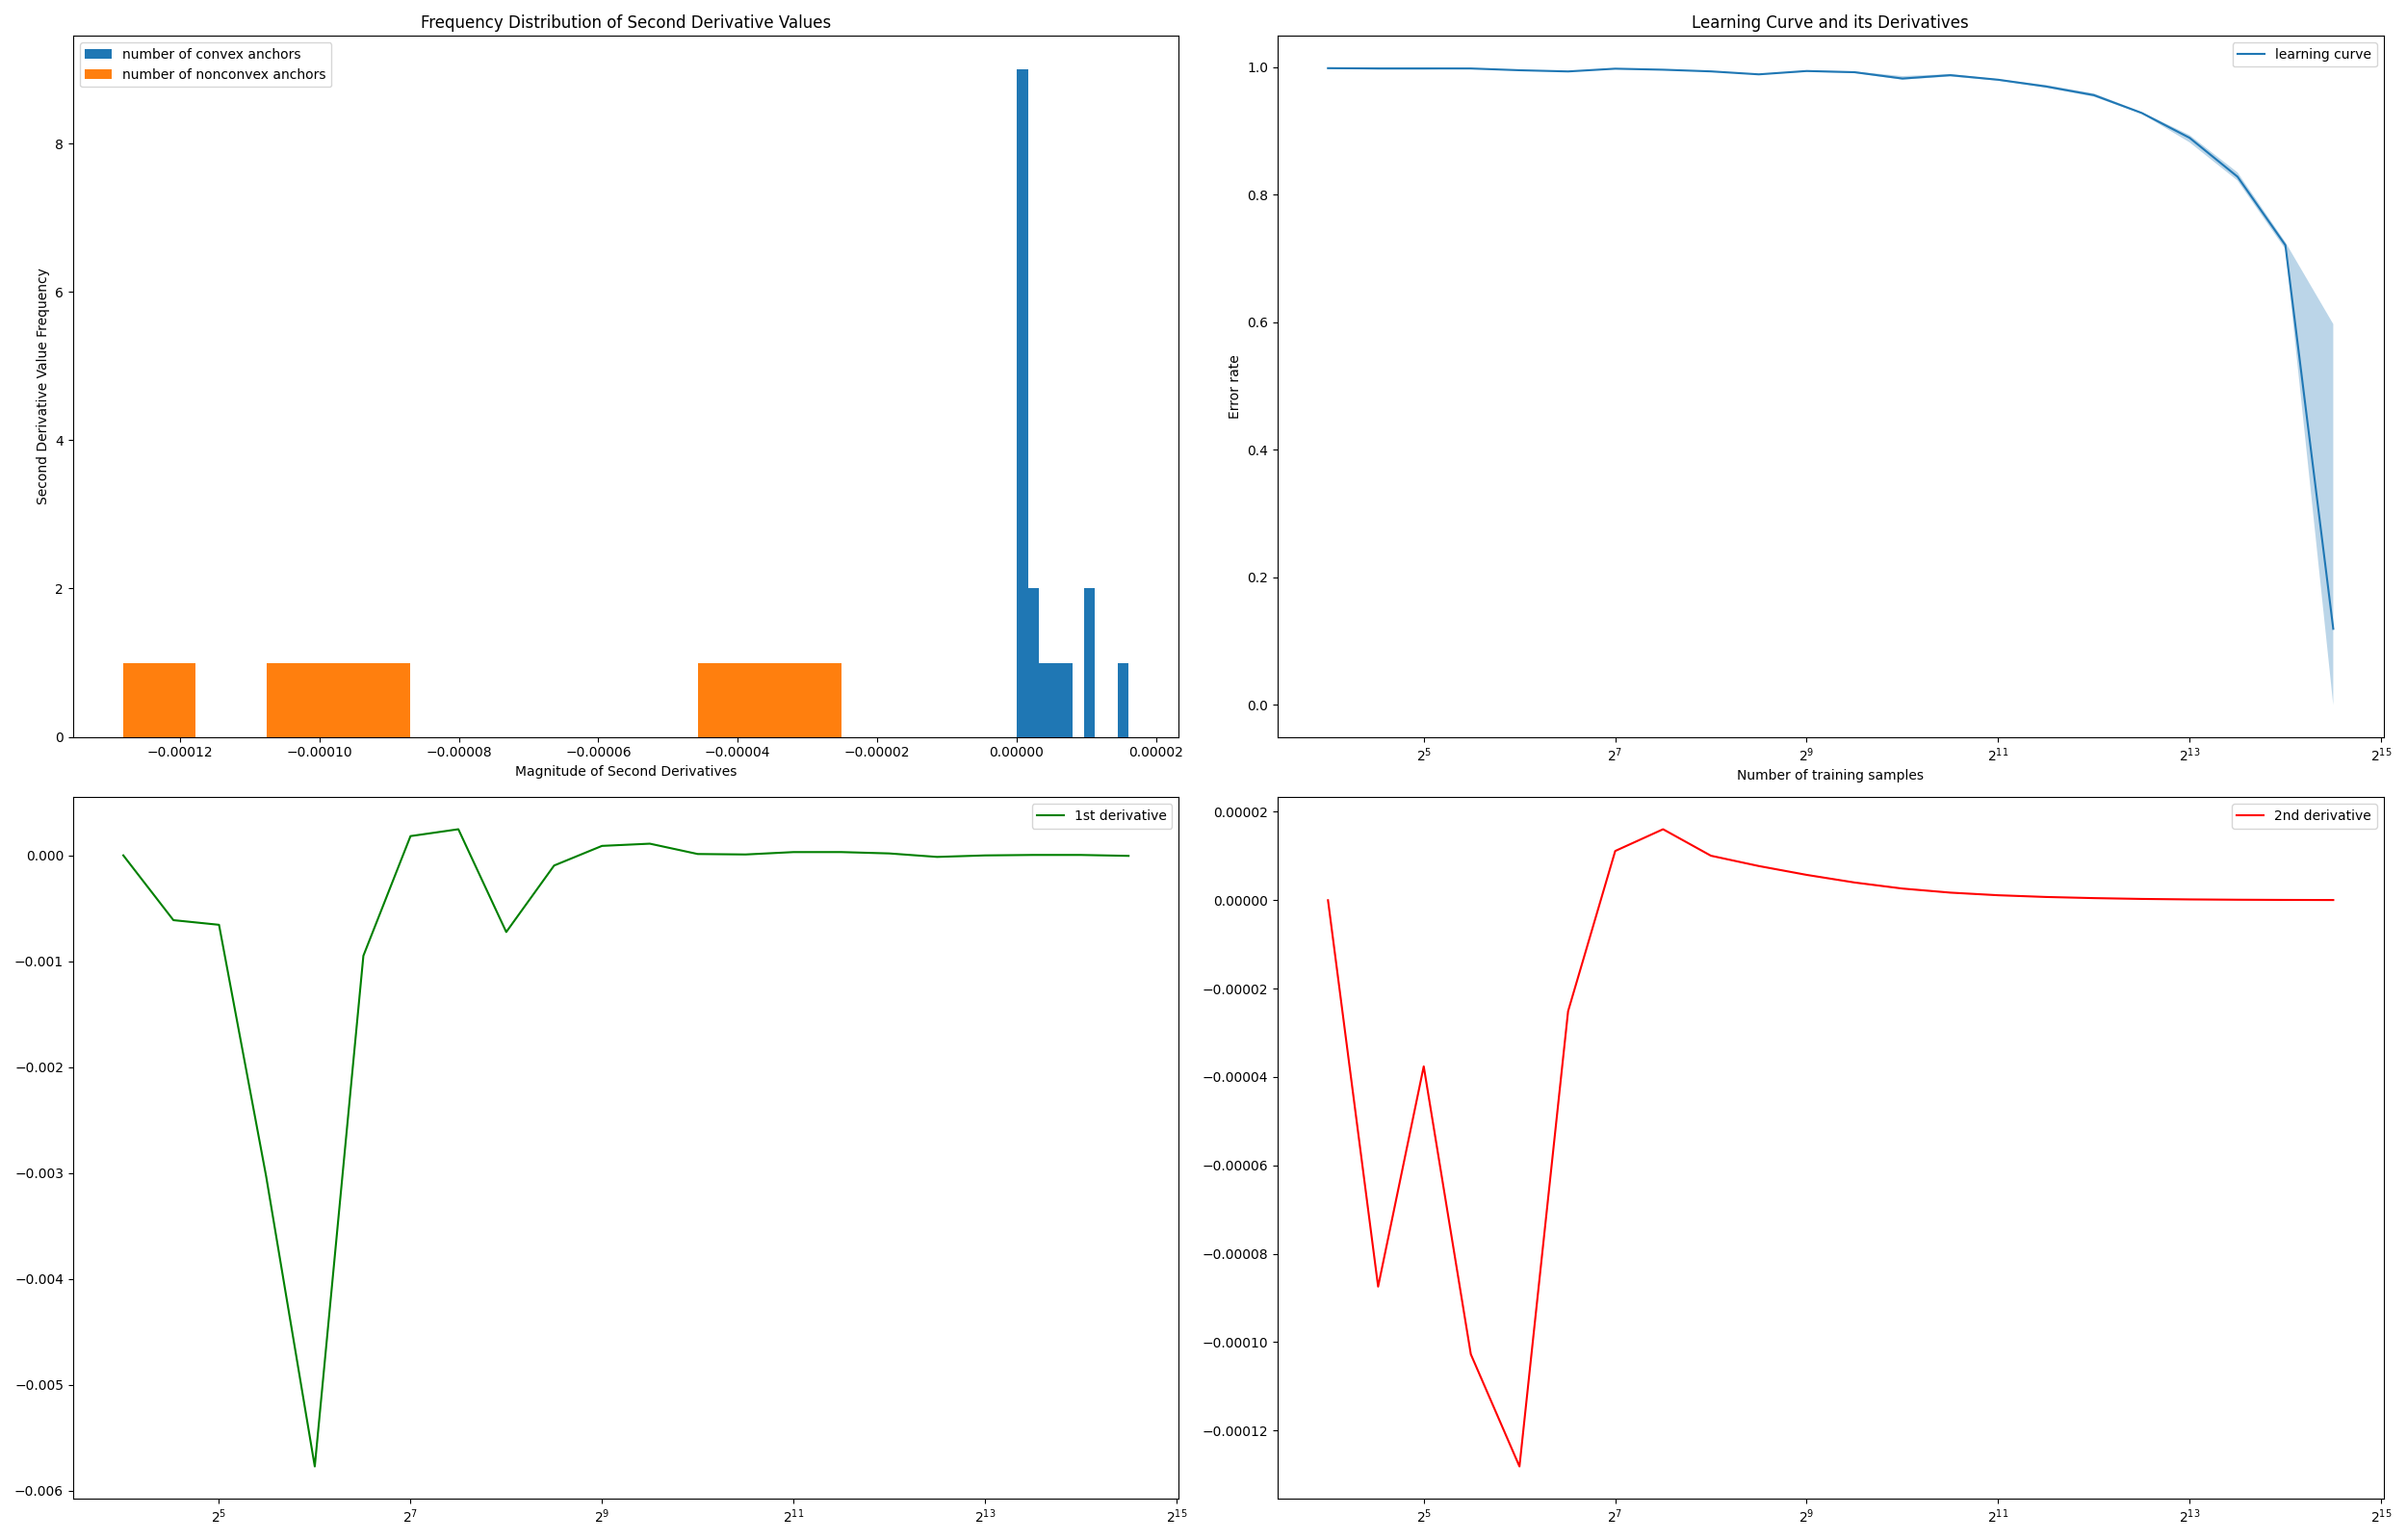 Frequency Distribution of Second Derivative Values
number of convex anchors
number of nonconvex anchors
Second Derivative Value Frequency
8
6
4
2
0
−0.00012 −0.00010 −0.00008 −0.00006 −0.00004 −0.00002 0.00000 0.00002
Magnitude of Second Derivatives
Learning Curve and its Derivatives
learning curve
Error rate
1.0
0.8
0.6
0.4
0.2
0.0
2^5 2^7 2^9 2^11 2^13 2^15
Number of training samples
1st derivative
0.000
−0.001
−0.002
−0.003
−0.004
−0.005
−0.006
2^5 2^7 2^9 2^11 2^13 2^15
2nd derivative
0.00002
0.00000
−0.00002
−0.00004
−0.00006
−0.00008
−0.00010
−0.00012
2^5 2^7 2^9 2^11 2^13 2^15